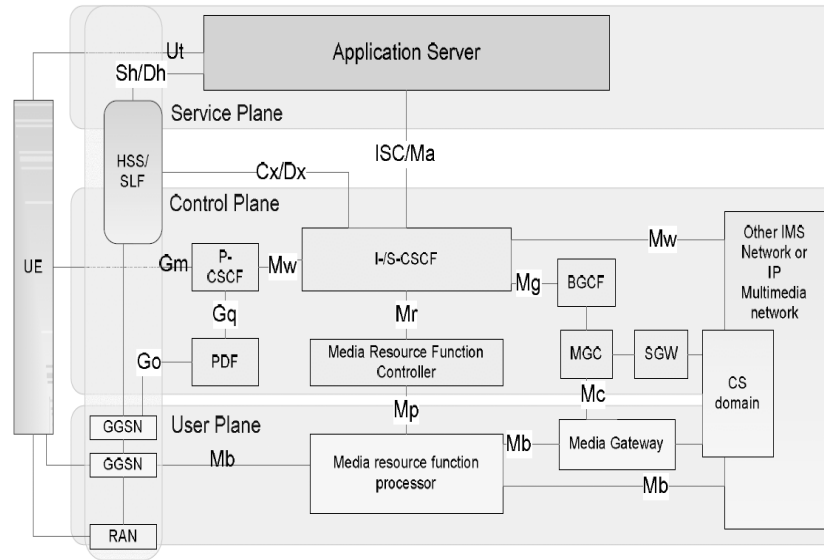 Ut
Application Server
Sh/Dh
Service Plane
HSS/
SLF
ISC/Ma
Cx/Dx
Control Plane
Other IMS
Network or
IP
Multimedia
network
UE
Gm
P-
CSCF
Mw
I-/S-CSCF
Mw
Mg
BGCF
Gq
Mr
Go
PDF
Media Resource Function
Controller
MGC
SGW
CS
domain
Mc
Mp
GGSN
User Plane
GGSN
Mb
Media resource function
processor
Mb
Media Gateway
Mb
RAN